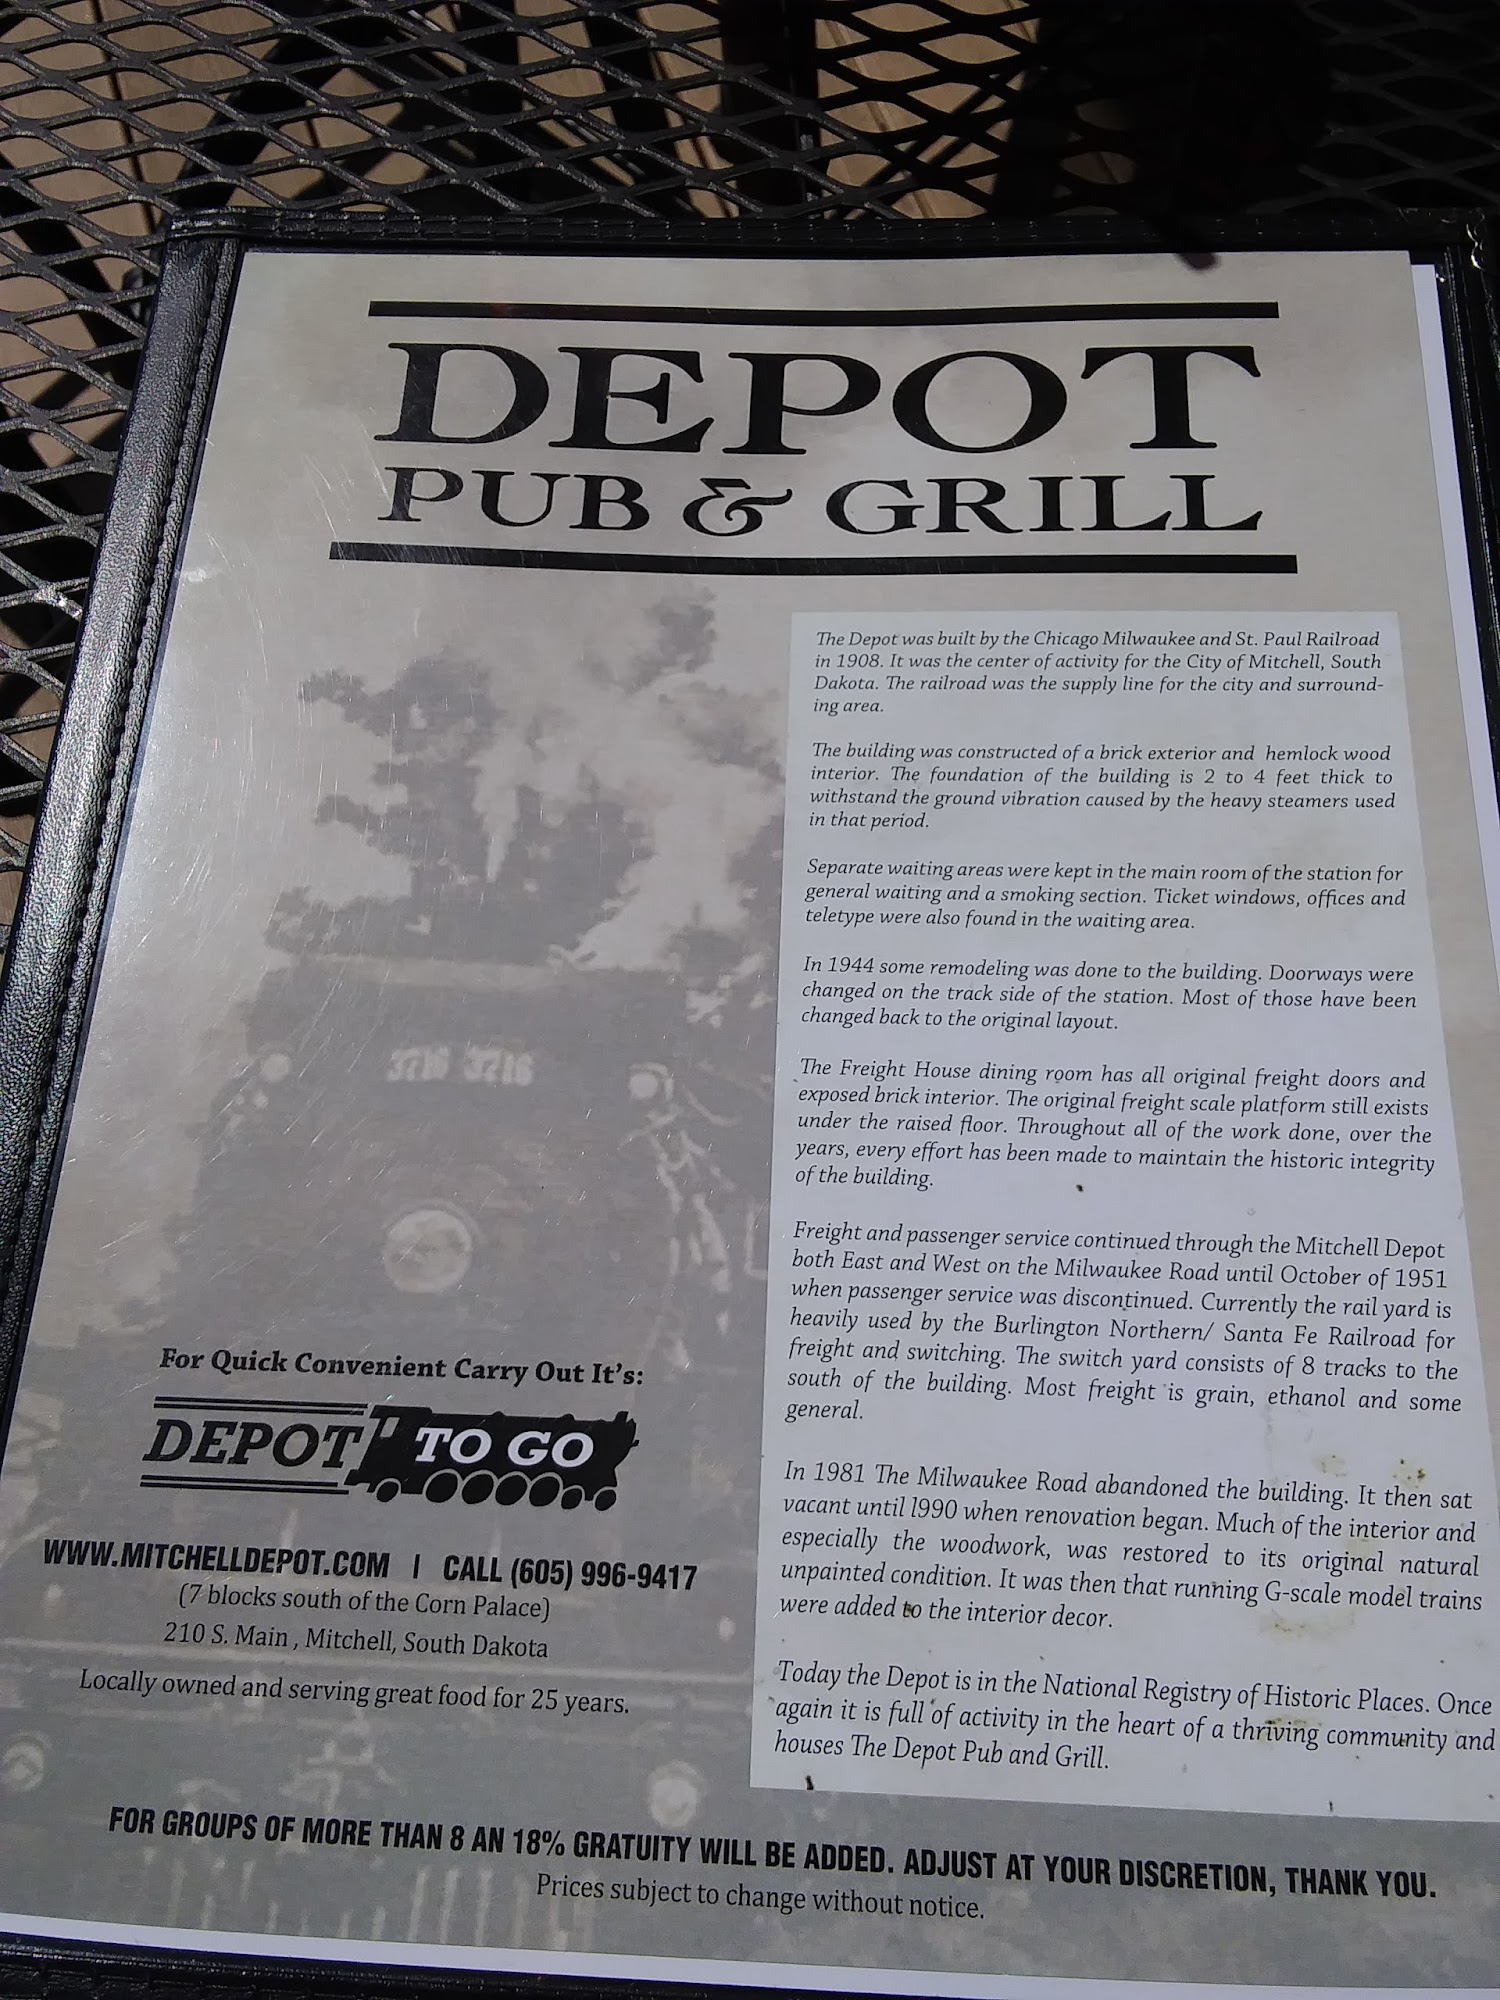 DEPOT
PUB & GRILL
The Depot was built by the Chicago Milwaukee and St. Paul Railroad
in 1908. It was the center of activity for the City of Mitchell, South
Dakota. The railroad was the supply line for the city and surround-
ing area.
The building was constructed of a brick exterior and hemlock wood
interior. The foundation of the building is 2 to 4 feet thick to
withstand the ground vibration caused by the heavy steamers used
in that period.
Separate waiting areas were kept in the main room of the station for
general waiting and a smoking section. Ticket windows, offices and
teletype were also found in the waiting area.
In 1944 some remodeling was done to the building. Doorways were
changed on the track side of the station. Most of those have been
changed back to the original layout.
The Freight House dining room has all original freight doors and
exposed brick interior. The original freight scale platform still exists
under the raised floor. Throughout all of the work done, over the
years, every effort has been made to maintain the historic integrity
of the building.
Freight and passenger service continued through the Mitchell Depot
both East and West on the Milwaukee Road until October of 1951
when passenger service was discontinued. Currently the rail yard is
heavily used by the Burlington Northern/ Santa Fe Railroad for
freight and switching. The switch yard consists of 8 tracks to the
south of the building. Most freight is grain, ethanol and some
general.
In 1981 The Milwaukee Road abandoned the building. It then sat
vacant until l990 when renovation began. Much of the interior and
especially the woodwork, was restored to its original natural
unpainted condition. It was then that running G-scale model trains
were added to the interior decor.
Today the Depot is in the National Registry of Historic Places. Once
again it is full of activity in the heart of a thriving community and
houses The Depot Pub and Grill.
3716 3716
For Quick Convenient Carry Out It's:
DEPOT TO GO
WWW.MITCHELLDEPOT.COM | CALL (605) 996-9417
(7 blocks south of the Corn Palace)
210 S. Main , Mitchell, South Dakota
Locally owned and serving great food for 25 years.
FOR GROUPS OF MORE THAN 8 AN 18% GRATUITY WILL BE ADDED. ADJUST AT YOUR DISCRETION, THANK YOU.
Prices subject to change without notice.